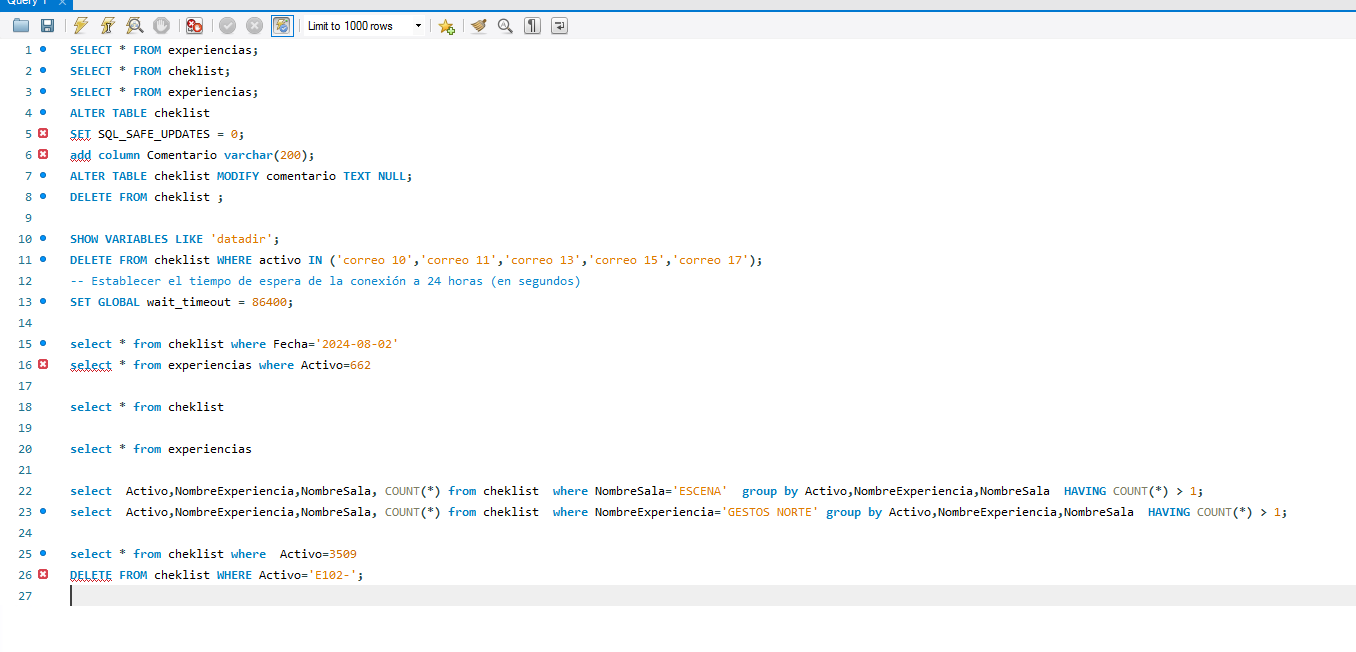 Query 1
Limit to 1000 rows
1 SELECT * FROM experiencias;
2 SELECT * FROM cheklist;
3 SELECT * FROM experiencias;
4 ALTER TABLE cheklist
5 SET SQL_SAFE_UPDATES = 0;
6 add column Comentario varchar(200);
7 ALTER TABLE cheklist MODIFY comentario TEXT NULL;
8 DELETE FROM cheklist ;
9
10 SHOW VARIABLES LIKE 'datadir';
11 DELETE FROM cheklist WHERE activo IN ('correo 10','correo 11','correo 13','correo 15','correo 17');
12 -- Establecer el tiempo de espera de la conexión a 24 horas (en segundos)
13 SET GLOBAL wait_timeout = 86400;
14
15 select * from cheklist where Fecha='2024-08-02'
16 select * from experiencias where Activo=662
17
18 select * from cheklist
19
20 select * from experiencias
21
22 select  Activo,NombreExperiencia,NombreSala, COUNT(*) from cheklist  where NombreSala='ESCENA'  group by Activo,NombreExperiencia,NombreSala  HAVING COUNT(*) > 1;
23 select  Activo,NombreExperiencia,NombreSala, COUNT(*) from cheklist  where NombreExperiencia='GESTOS NORTE' group by Activo,NombreExperiencia,NombreSala  HAVING COUNT(*) > 1;
24
25 select * from cheklist where  Activo=3509
26 DELETE FROM cheklist WHERE Activo='E102-';
27